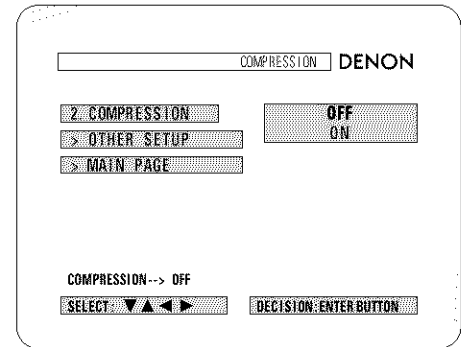 COMPRESSION DENON
2 COMPRESSION
> OTHER SETUP
> MAIN PAGE
OFF
ON
COMPRESSION--> OFF
SELECT: ▼▲◀▶
DECISION:ENTER BUTTON